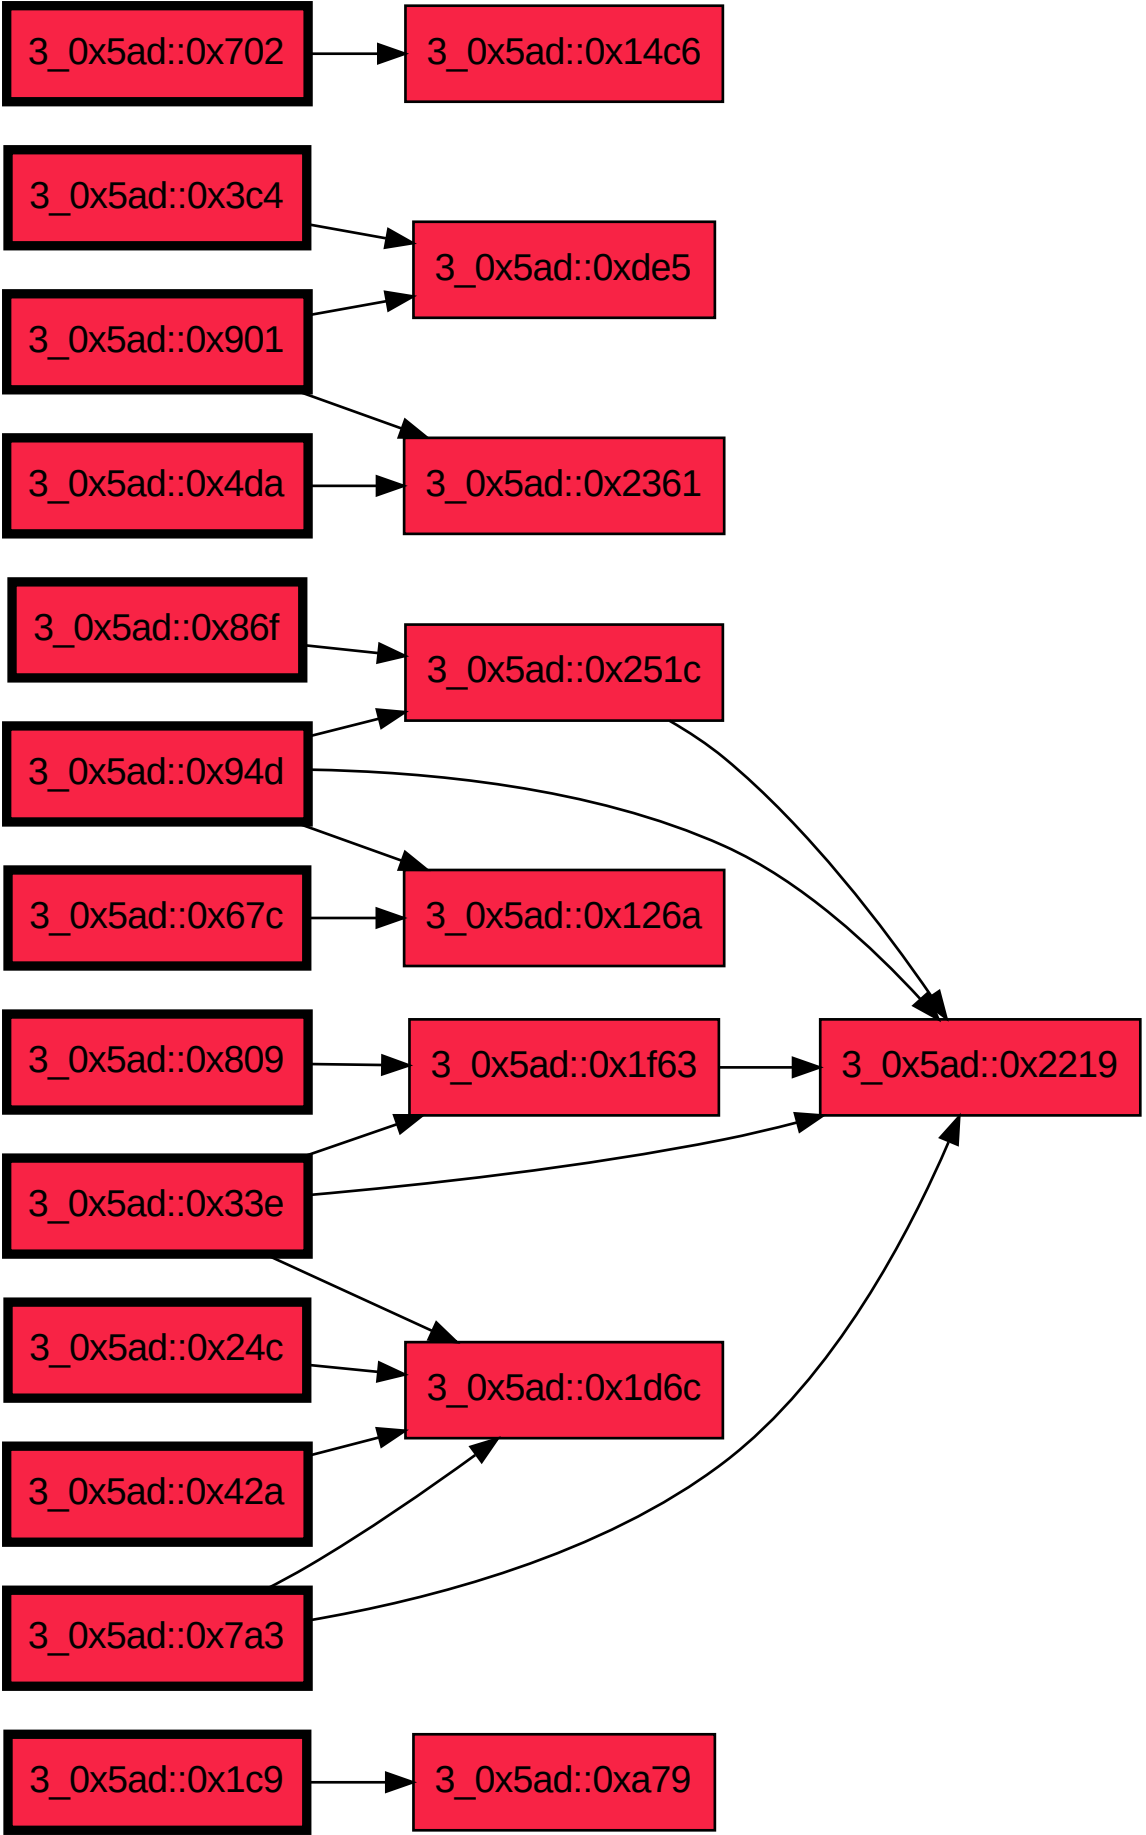 3_0x5ad::0x702
3_0x5ad::0x14c6
3_0x5ad::0x3c4
3_0x5ad::0xde5
3_0x5ad::0x901
3_0x5ad::0x4da
3_0x5ad::0x2361
3_0x5ad::0x86f
3_0x5ad::0x251c
3_0x5ad::0x94d
3_0x5ad::0x67c
3_0x5ad::0x126a
3_0x5ad::0x809
3_0x5ad::0x1f63
3_0x5ad::0x2219
3_0x5ad::0x33e
3_0x5ad::0x24c
3_0x5ad::0x1d6c
3_0x5ad::0x42a
3_0x5ad::0x7a3
3_0x5ad::0x1c9
3_0x5ad::0xa79